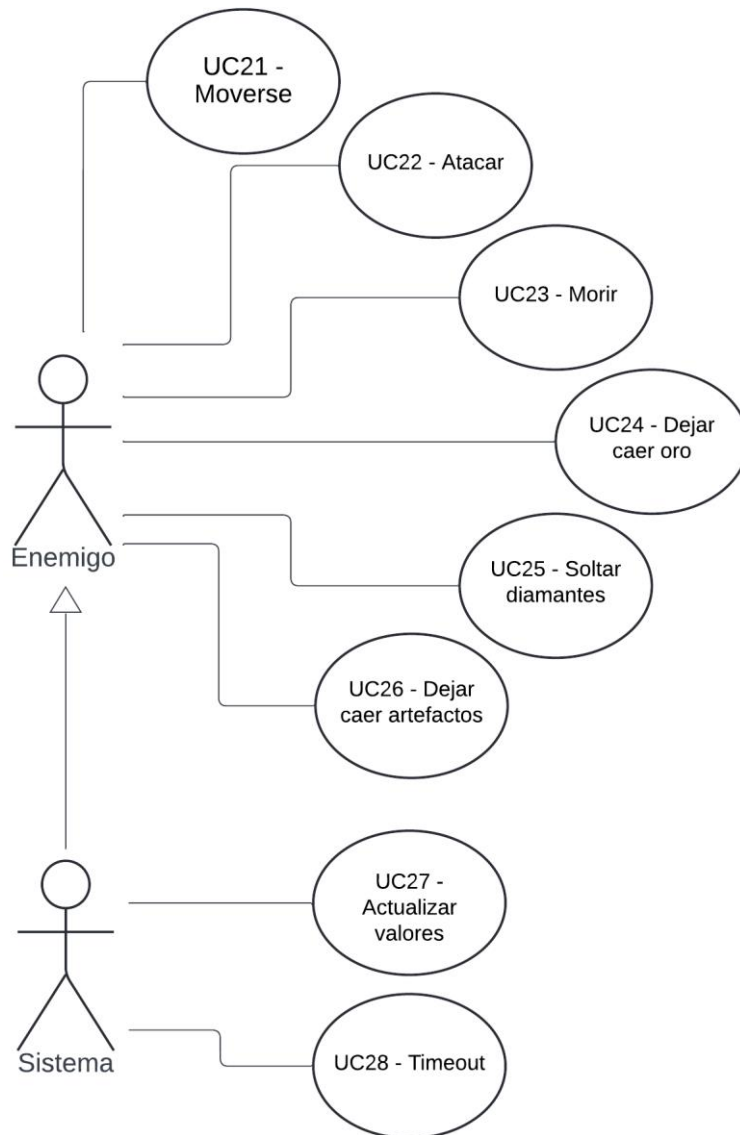 UC21 -
Moverse
UC22 - Atacar
UC23 - Morir
UC24 - Dejar
caer oro
Enemigo
UC25 - Soltar
diamantes
UC26 - Dejar
caer artefactos
UC27 -
Actualizar
valores
Sistema
UC28 - Timeout